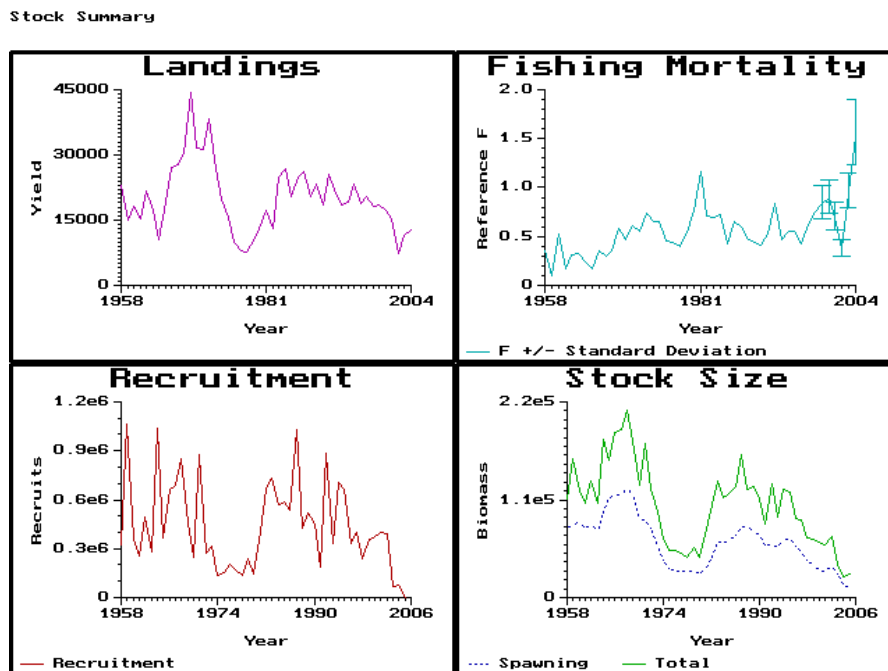 Stock Summary
Landings
45000
30000
15000
0
Yield
1958
1981
2004
Year
Fishing Mortality
2.0
1.5
1.0
0.5
0
Reference F
1958
1981
2004
Year
F +/- Standard Deviation
Recruitment
1.2e6
0.9e6
0.6e6
0.3e6
0
Recruits
1958
1974
1990
2006
Year
Recruitment
Stock Size
2.2e5
1.1e5
0
Biomass
1958
1974
1990
2006
Year
Spawning
Total